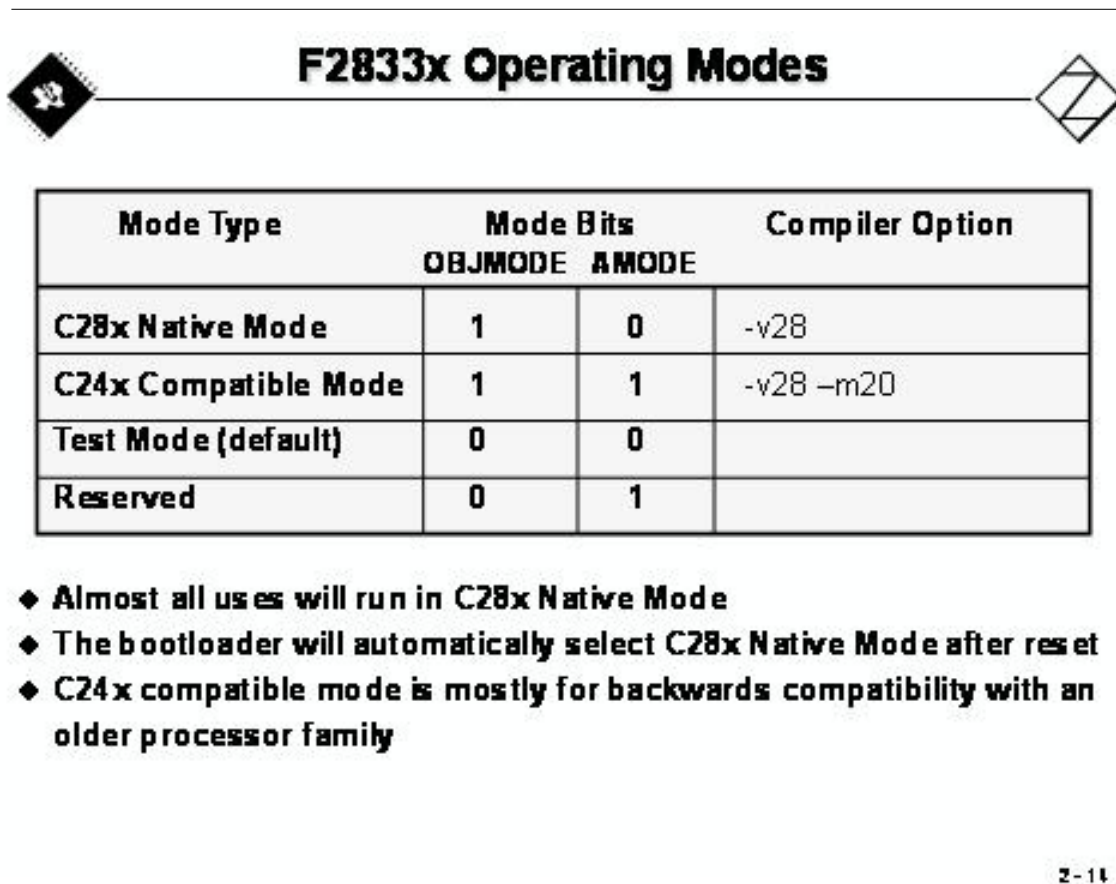 F2833x Operating Modes
Mode Type Mode Bits Compiler Option
OBJMODE AMODE
C28x Native Mode 1 0 -v28
C24x Compatible Mode 1 1 -v28 –m20
Test Mode (default) 0 0
Reserved 0 1
◆ Almost all uses will run in C28x Native Mode
◆ The bootloader will automatically select C28x Native Mode after reset
◆ C24x compatible mode is mostly for backwards compatibility with an
older processor family